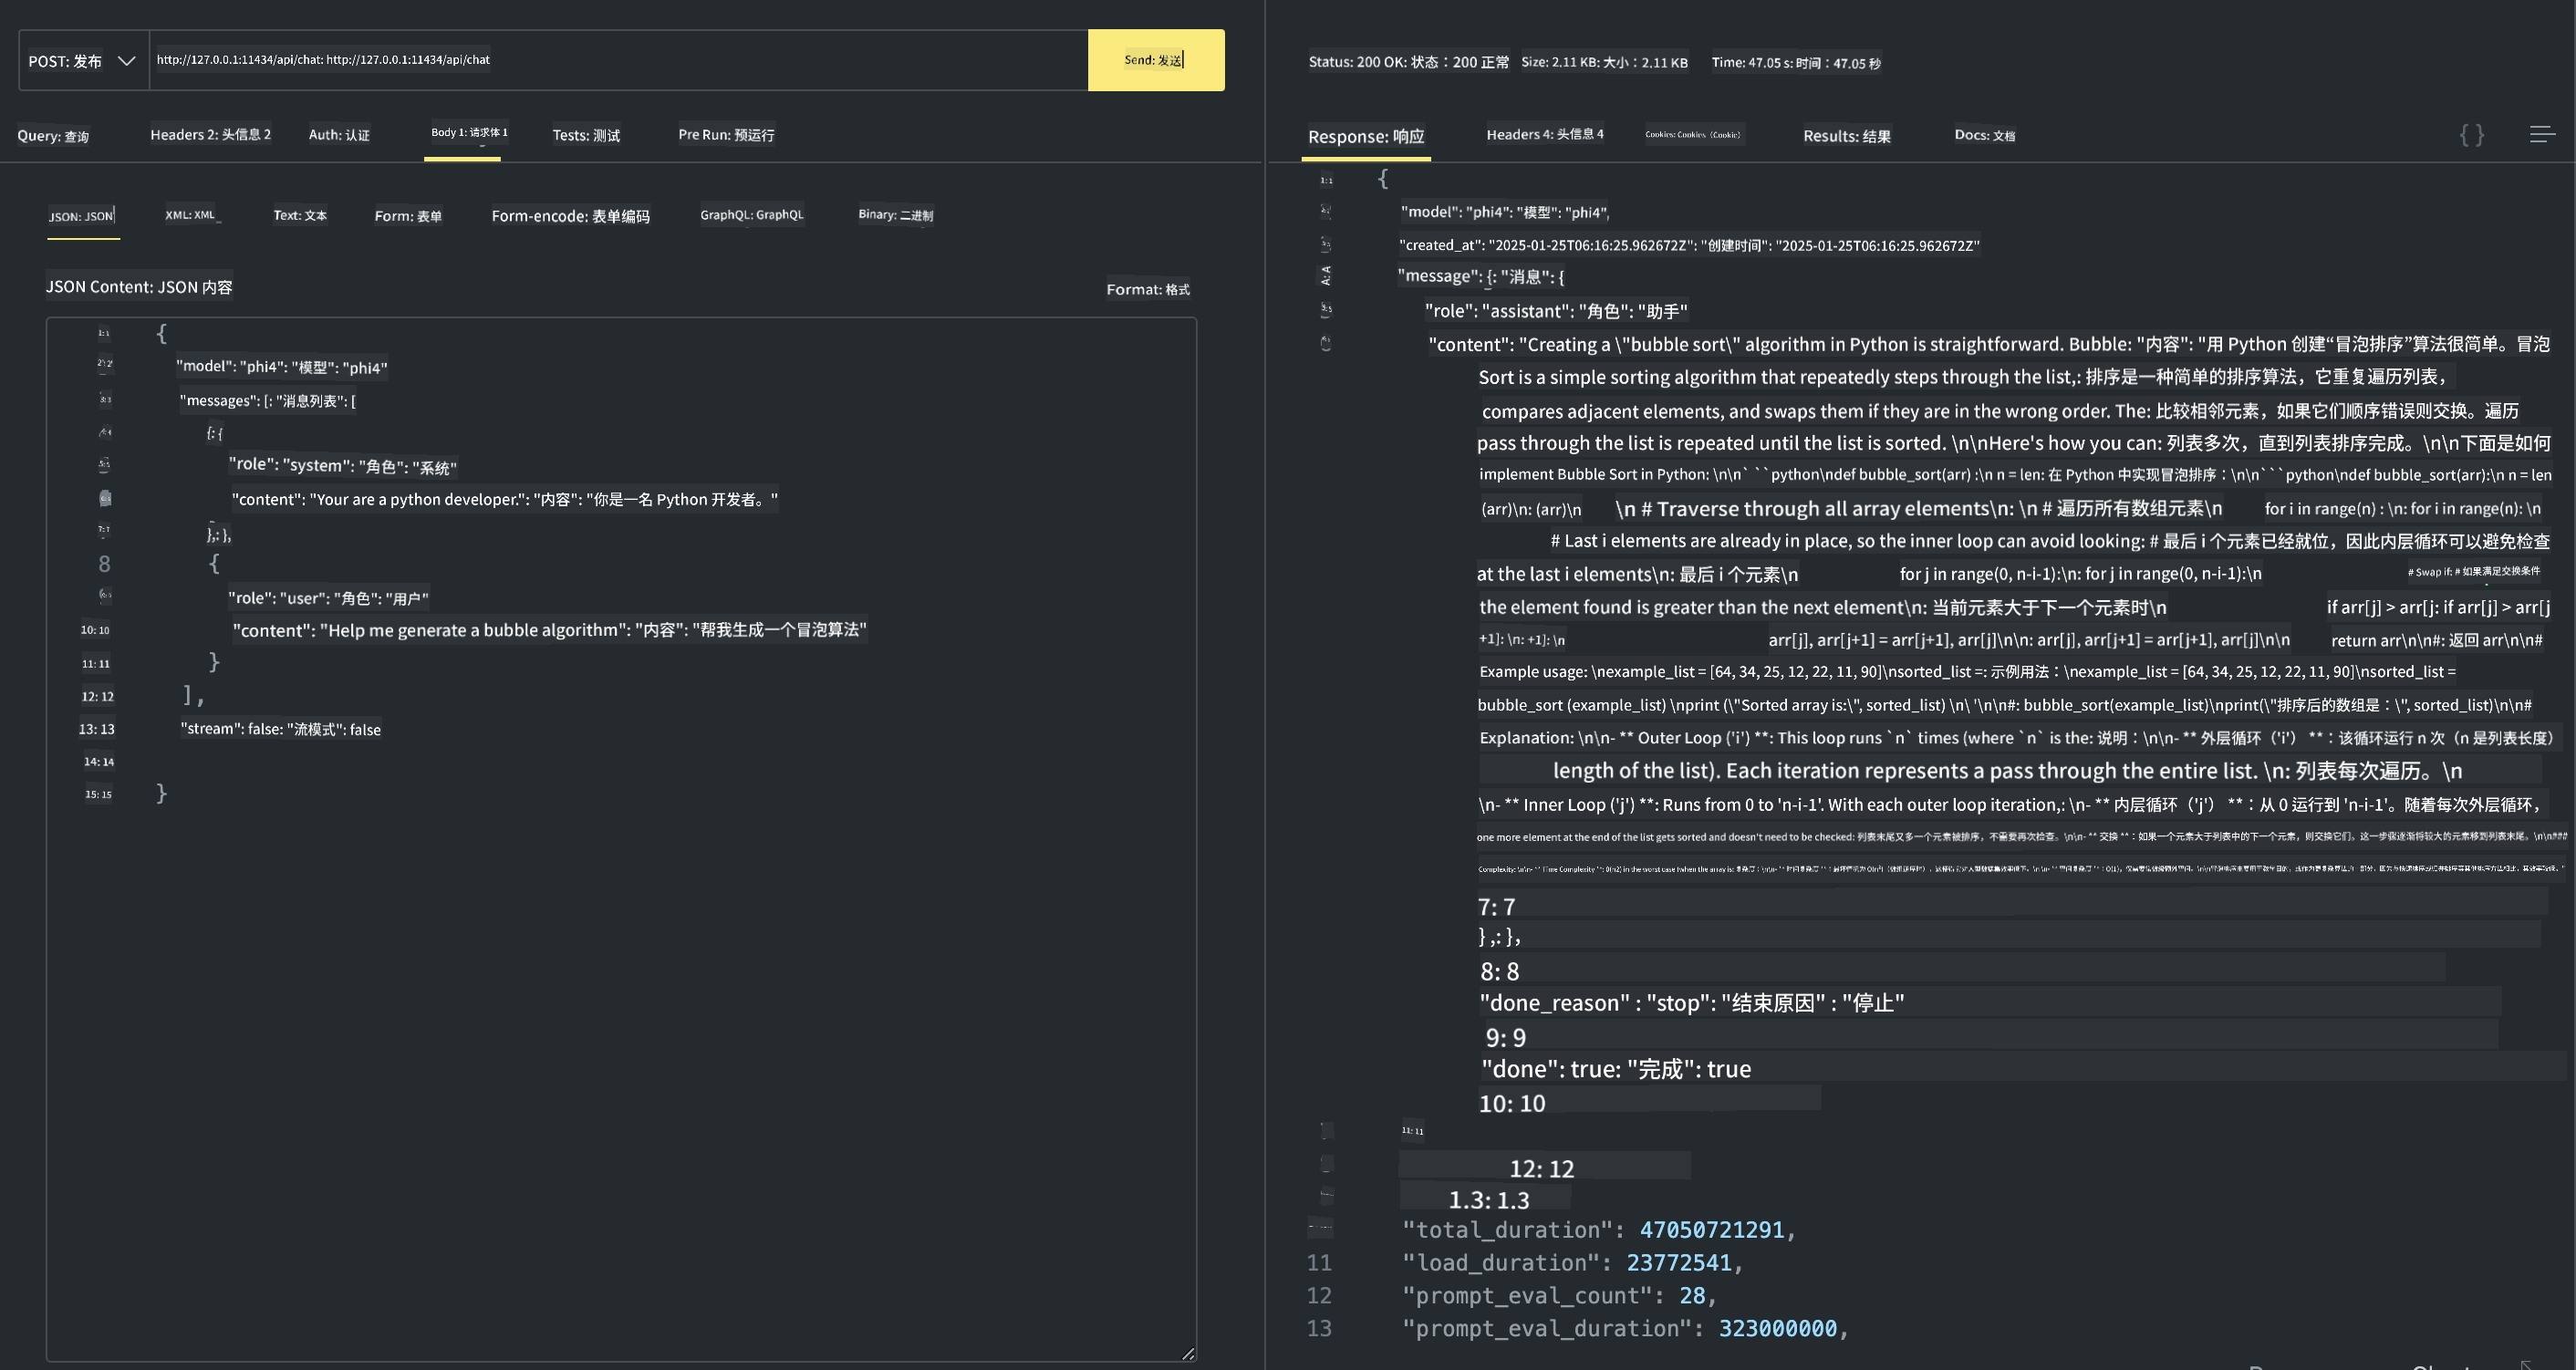 POST: 发布
http://127.0.0.1:11434/api/chat: http://127.0.0.1:11434/api/chat
Send: 发送
Query: 查询
Headers 2: 头信息 2
Auth: 认证
Body 1: 请求体 1
Tests: 测试
Pre Run: 预运行
JSON: JSON
XML: XML
Text: 文本
Form: 表单
Form-encode: 表单编码
GraphQL: GraphQL
Binary: 二进制
JSON Content: JSON 内容
Format: 格式
1: 1 {
2: 2 "model": "phi4": "模型": "phi4"
3: 3 "messages": [: "消息列表": [
4: 4 {: {
5: 5 "role": "system": "角色": "系统"
6: 6 "content": "Your are a python developer.": "内容": "你是一名 Python 开发者。"
7: 7 },: },
8 {
"role": "user": "角色": "用户"
10: 10 "content": "Help me generate a bubble algorithm": "内容": "帮我生成一个冒泡算法"
11: 11 }
12: 12 ],
13: 13 "stream": false: "流模式": false
14: 14
15: 15 }
Status: 200 OK: 状态：200 正常
Size: 2.11 KB: 大小：2.11 KB
Time: 47.05 s: 时间：47.05 秒
Response: 响应
Headers 4: 头信息 4
Cookies: Cookies（Cookie）
Results: 结果
Docs: 文档
{ }
1: 1 {
"model": "phi4": "模型": "phi4",
"created_at": "2025-01-25T06:16:25.962672Z": "创建时间": "2025-01-25T06:16:25.962672Z"
A: A "message": {: "消息": {
5: 5 "role": "assistant": "角色": "助手"
"content": "Creating a \"bubble sort\" algorithm in Python is straightforward. Bubble: "内容": "用 Python 创建“冒泡排序”算法很简单。冒泡
Sort is a simple sorting algorithm that repeatedly steps through the list,: 排序是一种简单的排序算法，它重复遍历列表，
compares adjacent elements, and swaps them if they are in the wrong order. The: 比较相邻元素，如果它们顺序错误则交换。遍历
pass through the list is repeated until the list is sorted. \n\nHere's how you can: 列表多次，直到列表排序完成。\n\n下面是如何
implement Bubble Sort in Python: \n\n` ``python\ndef bubble_sort(arr) :\n n = len: 在 Python 中实现冒泡排序：\n\n```python\ndef bubble_sort(arr):\n n = len
(arr)\n: (arr)\n \n # Traverse through all array elements\n: \n # 遍历所有数组元素\n for i in range(n) : \n: for i in range(n): \n
# Last i elements are already in place, so the inner loop can avoid looking: # 最后 i 个元素已经就位，因此内层循环可以避免检查
at the last i elements\n: 最后 i 个元素\n for j in range(0, n-i-1):\n: for j in range(0, n-i-1):\n # Swap if: # 如果满足交换条件
the element found is greater than the next element\n: 当前元素大于下一个元素时\n if arr[j] > arr[j: if arr[j] > arr[j
+1]: \n: +1]: \n arr[j], arr[j+1] = arr[j+1], arr[j]\n\n: arr[j], arr[j+1] = arr[j+1], arr[j]\n\n return arr\n\n#: 返回 arr\n\n#
Example usage: \nexample_list = [64, 34, 25, 12, 22, 11, 90]\nsorted_list =: 示例用法：\nexample_list = [64, 34, 25, 12, 22, 11, 90]\nsorted_list =
bubble_sort (example_list) \nprint (\"Sorted array is:\", sorted_list) \n\ '\n\n#: bubble_sort(example_list)\nprint(\"排序后的数组是：\", sorted_list)\n\n#
Explanation: \n\n- ** Outer Loop ('i') **: This loop runs `n` times (where `n` is the: 说明：\n\n- ** 外层循环（'i'） **：该循环运行 n 次（n 是列表长度）
length of the list). Each iteration represents a pass through the entire list. \n: 列表每次遍历。\n
\n- ** Inner Loop ('j') **: Runs from 0 to 'n-i-1'. With each outer loop iteration,: \n- ** 内层循环（'j'） **：从 0 运行到 'n-i-1'。随着每次外层循环，
one more element at the end of the list gets sorted and doesn't need to be checked: 列表末尾又多一个元素被排序，不需要再次检查。\n\n- ** 交换 **：如果一个元素大于列表中的下一个元素，则交换它们。这一步骤逐渐将较大的元素移到列表末尾。\n\n###
Complexity: \n\n- ** Time Complexity **: O(n2) in the worst case (when the array is:
7: 7
} ,: },
8: 8
"done_reason" : "stop": "结束原因" : "停止"
9: 9
"done": true: "完成": true
10: 10
11: 11
12: 12
1.3: 1.3
"total_duration": 47050721291,
11 "load_duration": 23772541,
12 "prompt_eval_count": 28,
13 "prompt_eval_duration": 323000000,